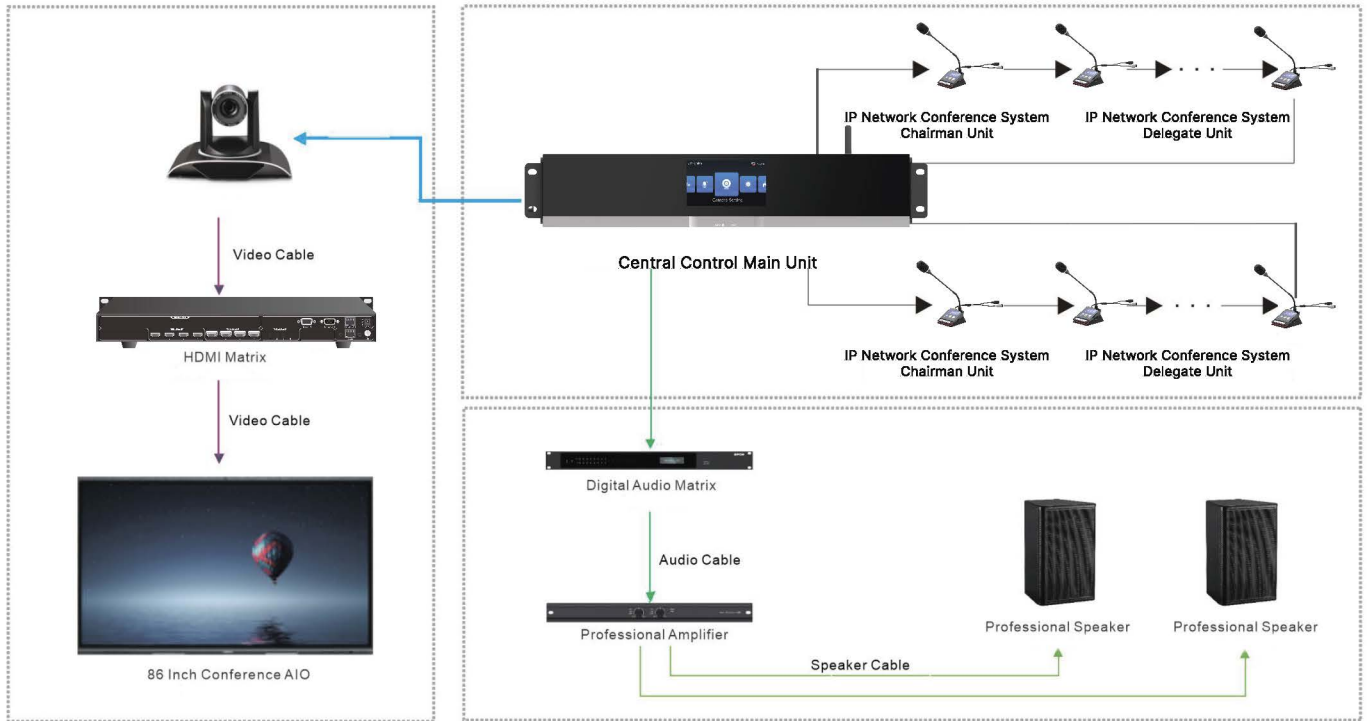 IP Network Conference System
Chairman Unit
IP Network Conference System
Delegate Unit
Camera Setting
Central Control Main Unit
Video Cable
HDMI Matrix
Video Cable
86 Inch Conference AIO
IP Network Conference System
Chairman Unit
IP Network Conference System
Delegate Unit
Digital Audio Matrix
Audio Cable
Professional Amplifier
Speaker Cable
Professional Speaker
Professional Speaker